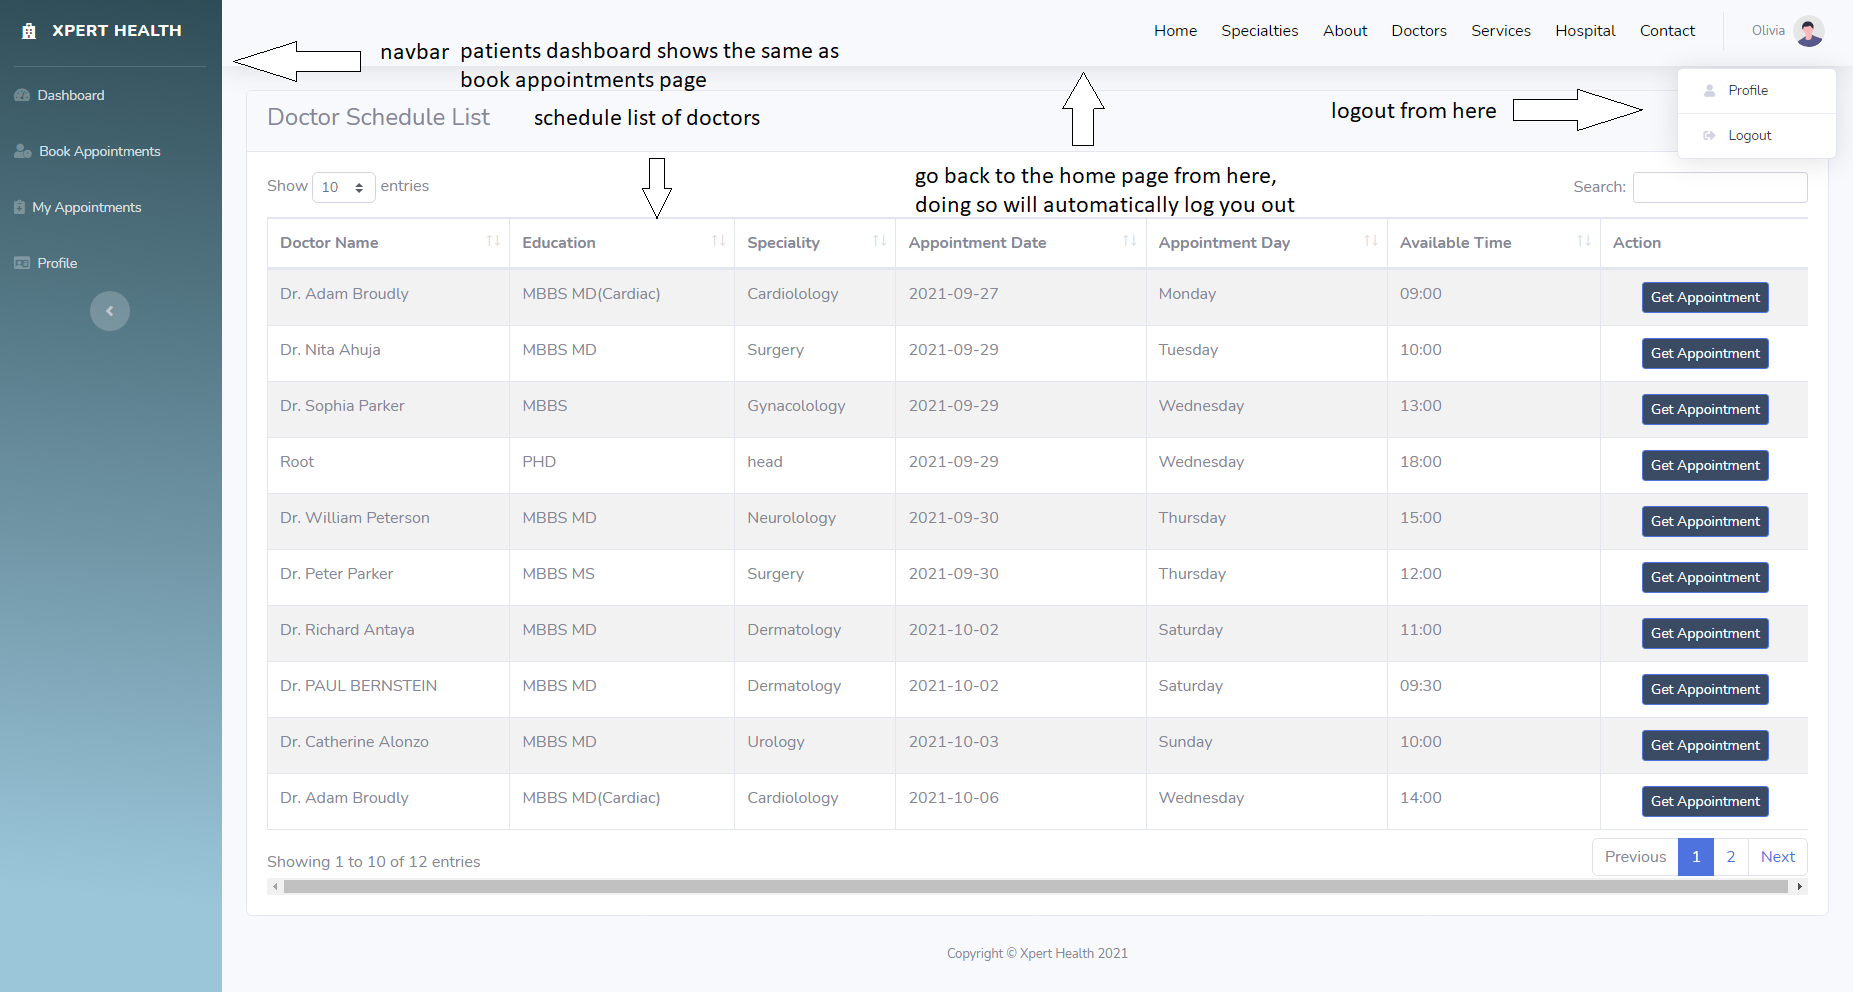 XPERT HEALTH
Dashboard
Book Appointments
My Appointments
Profile
Home Specialties About Doctors Services Hospital Contact Olivia
Profile
Logout
navbar
patients dashboard shows the same as
book appointments page
schedule list of doctors
logout from here
go back to the home page from here,
doing so will automatically log you out
Doctor Schedule List
Show 10 entries
Search:
Doctor Name Education Speciality Appointment Date Appointment Day Available Time Action
Dr. Adam Broudly MBBS MD(Cardiac) Cardiolology 2021-09-27 Monday 09:00 Get Appointment
Dr. Nita Ahuja MBBS MD Surgery 2021-09-29 Tuesday 10:00 Get Appointment
Dr. Sophia Parker MBBS Gynacolology 2021-09-29 Wednesday 13:00 Get Appointment
Root PHD head 2021-09-29 Wednesday 18:00 Get Appointment
Dr. William Peterson MBBS MD Neurolology 2021-09-30 Thursday 15:00 Get Appointment
Dr. Peter Parker MBBS MS Surgery 2021-09-30 Thursday 12:00 Get Appointment
Dr. Richard Antaya MBBS MD Dermatology 2021-10-02 Saturday 11:00 Get Appointment
Dr. PAUL BERNSTEIN MBBS MD Dermatology 2021-10-02 Saturday 09:30 Get Appointment
Dr. Catherine Alonzo MBBS MD Urology 2021-10-03 Sunday 10:00 Get Appointment
Dr. Adam Broudly MBBS MD(Cardiac) Cardiolology 2021-10-06 Wednesday 14:00 Get Appointment
Showing 1 to 10 of 12 entries
Previous 1 2 Next
Copyright © Xpert Health 2021